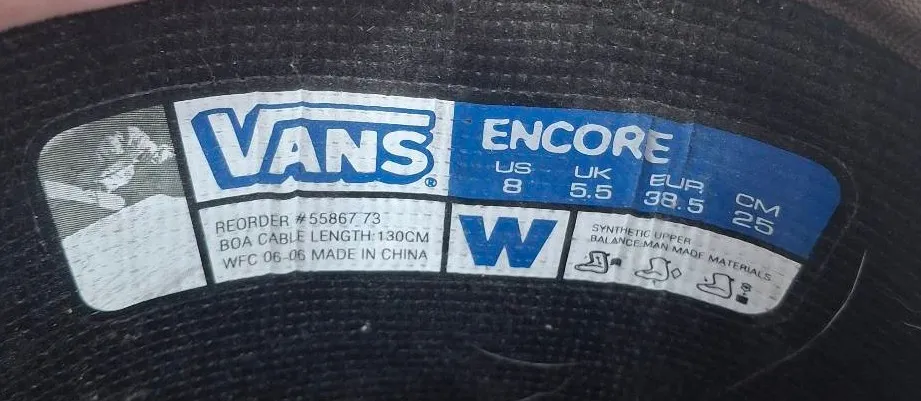 VANS®
ENCORE
US UK EUR CM
8 5.5 38.5 25
REORDER #55867 73
BOA CABLE LENGTH:130CM
WFC 06-06 MADE IN CHINA
W
SYNTHETIC UPPER
BALANCE:MAN MADE MATERIALS